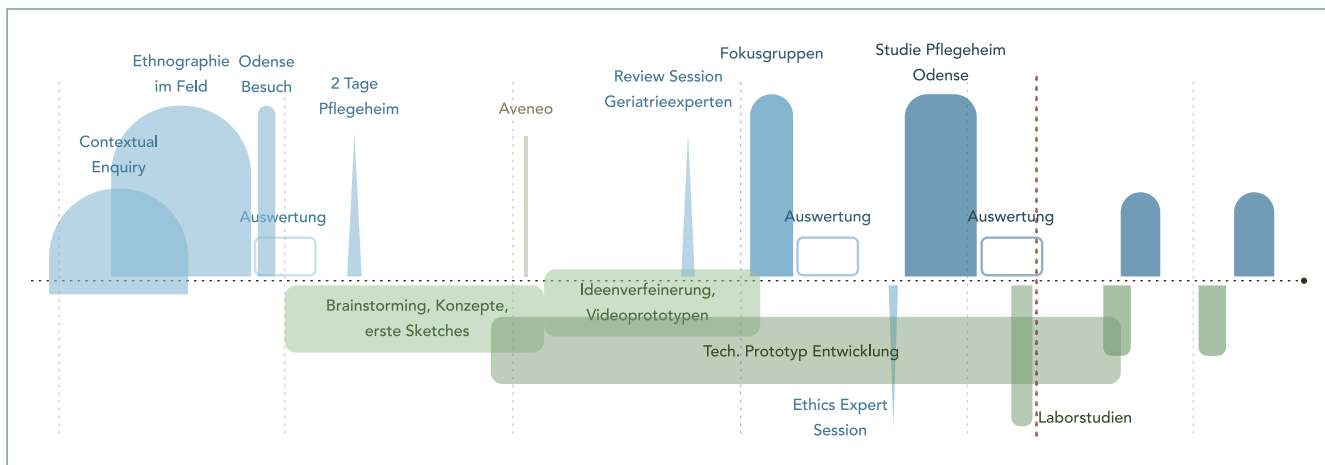 Ethnographie
im Feld
Odense
Besuch
Contextual
Enquiry
Auswertung
2 Tage
Pflegeheim
Aveneo
Review Session
Geriatrieexperten
Fokusgruppen
Auswertung
Studie Pflegeheim
Odense
Auswertung
Brainstorming, Konzepte,
erste Sketches
Ideenverfeinerung,
Videoprototypen
Tech. Prototyp Entwicklung
Ethics Expert
Session
Laborstudien